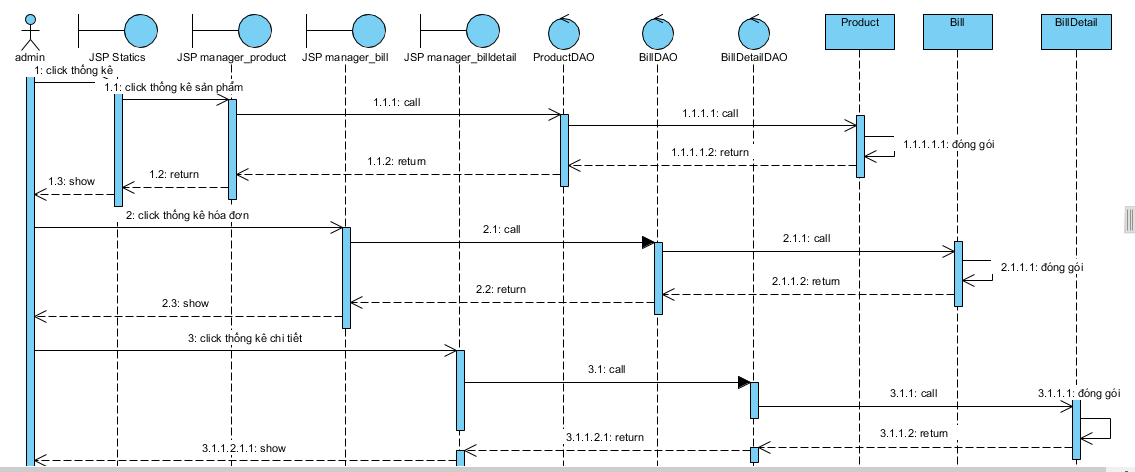 Product
Bill
BillDetail
admin
JSP Statics
JSP manager_product
JSP manager_bill
JSP manager_billdetail
ProductDAO
BillDAO
BillDetailDAO
1: click thống kê
1.1: click thống kê sản phẩm
1.1.1: call
1.1.1.1: call
1.1.1.1.1: đóng gói
1.1.1.1.2: return
1.1.2: return
1.2: return
1.3: show
2: click thống kê hóa đơn
2.1: call
2.1.1: call
2.1.1.1: đóng gói
2.1.1.2: return
2.2: return
2.3: show
3: click thống kê chi tiết
3.1: call
3.1.1: call
3.1.1.1: đóng gói
3.1.1.2: return
3.1.1.2.1: return
3.1.1.2.1.1: show